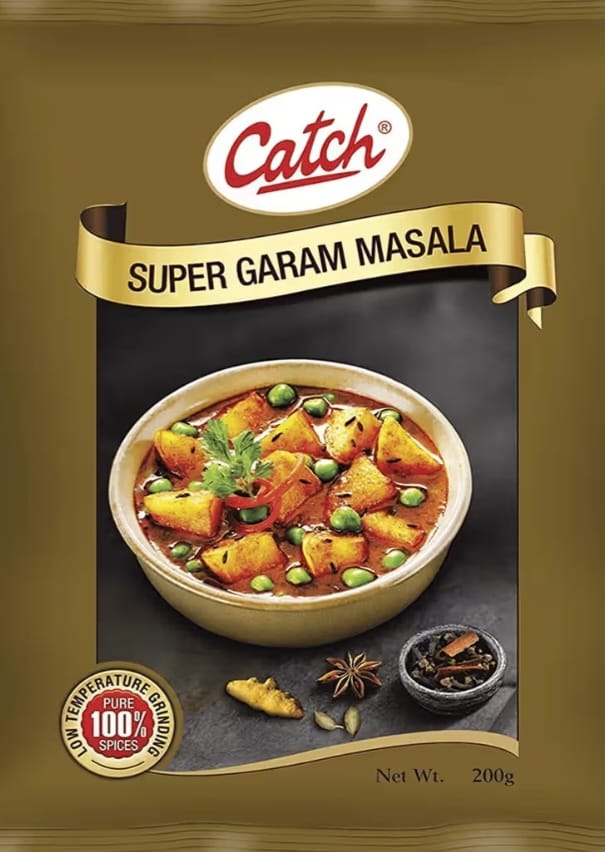 Catch®
SUPER GARAM MASALA
LOW TEMPERATURE GRINDING
PURE
100%
SPICES
Net Wt. 200g